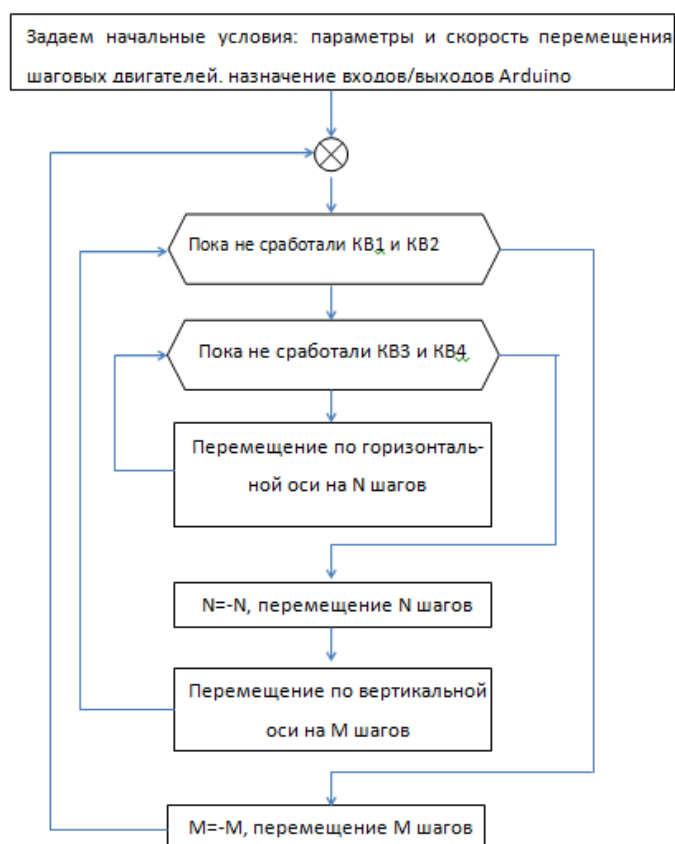 Задаем начальные условия: параметры и скорость перемещения
шаговых двигателей. назначение входов/выходов Arduino
Пока не сработали КВ1 и КВ2
Пока не сработали КВ3 и КВ4
Перемещение по горизонталь-
ной оси на N шагов
N=-N, перемещение N шагов
Перемещение по вертикальной
оси на M шагов
M=-M, перемещение M шагов